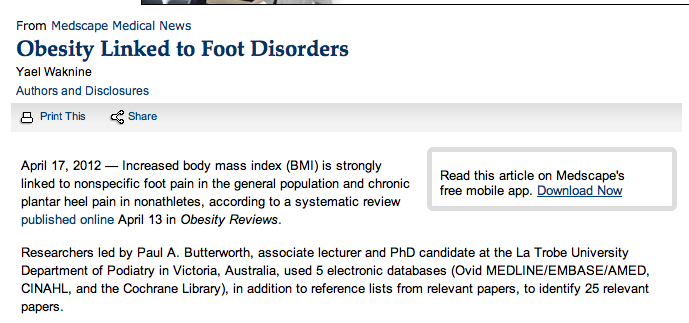 From Medscape Medical News
Obesity Linked to Foot Disorders
Yael Waknine
Authors and Disclosures
Print This Share
April 17, 2012 — Increased body mass index (BMI) is strongly
linked to nonspecific foot pain in the general population and chronic
plantar heel pain in nonathletes, according to a systematic review
published online April 13 in Obesity Reviews.
Read this article on Medscape's
free mobile app. Download Now
Researchers led by Paul A. Butterworth, associate lecturer and PhD candidate at the La Trobe University
Department of Podiatry in Victoria, Australia, used 5 electronic databases (Ovid MEDLINE/EMBASE/AMED,
CINAHL, and the Cochrane Library), in addition to reference lists from relevant papers, to identify 25 relevant
papers.